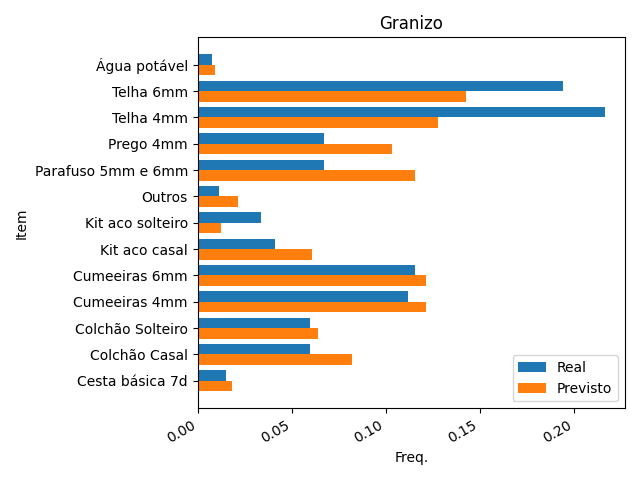 Granizo
Água potável
Telha 6mm
Telha 4mm
Prego 4mm
Parafuso 5mm e 6mm
Outros
Kit aco solteiro
Kit aco casal
Cumeeiras 6mm
Cumeeiras 4mm
Colchão Solteiro
Colchão Casal
Cesta básica 7d
Item
Real
Previsto
0.00 0.05 0.10 0.15 0.20
Freq.